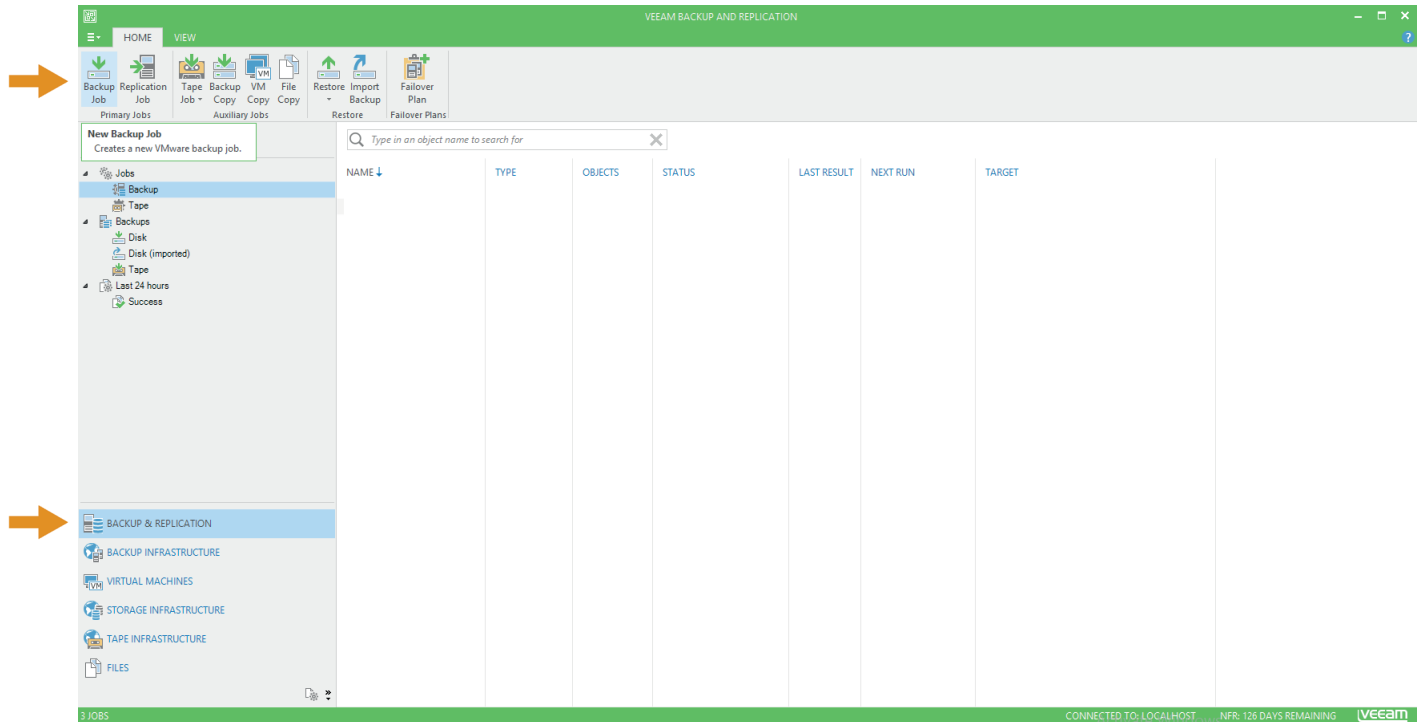 VEEAM BACKUP AND REPLICATION
HOME VIEW
Backup Job
Replication Job
Tape Job
Backup Copy
VM Copy
File Copy
Restore
Import Backup
Failover Plan
Primary Jobs
Auxiliary Jobs
Restore
Failover Plans
New Backup Job
Creates a new VMware backup job.
Type in an object name to search for
Jobs
Backup
Tape
Backups
Disk
Disk (imported)
Tape
Last 24 hours
Success
NAME TYPE OBJECTS STATUS LAST RESULT NEXT RUN TARGET
BACKUP & REPLICATION
BACKUP INFRASTRUCTURE
VIRTUAL MACHINES
STORAGE INFRASTRUCTURE
TAPE INFRASTRUCTURE
FILES
3 JOBS
CONNECTED TO: LOCALHOST
NFR: 126 DAYS REMAINING
veeam